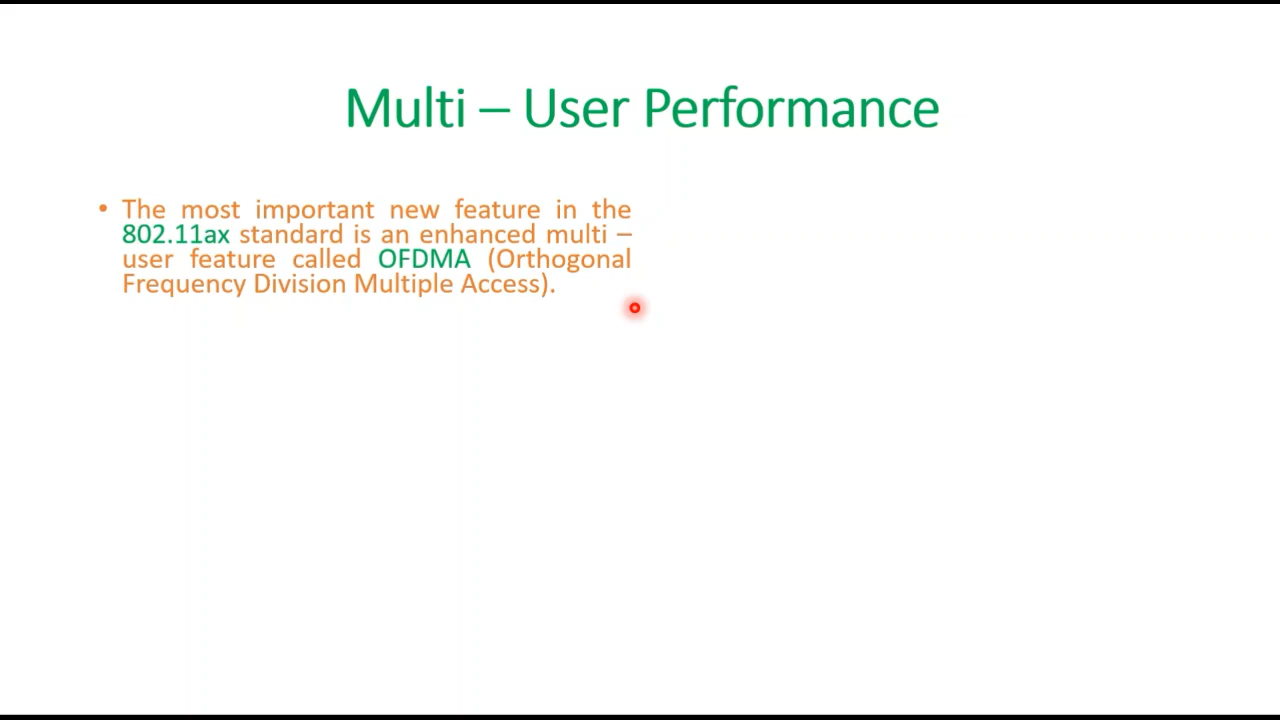 Multi – User Performance
• The most important new feature in the
802.11ax standard is an enhanced multi –
user feature called OFDMA (Orthogonal
Frequency Division Multiple Access).